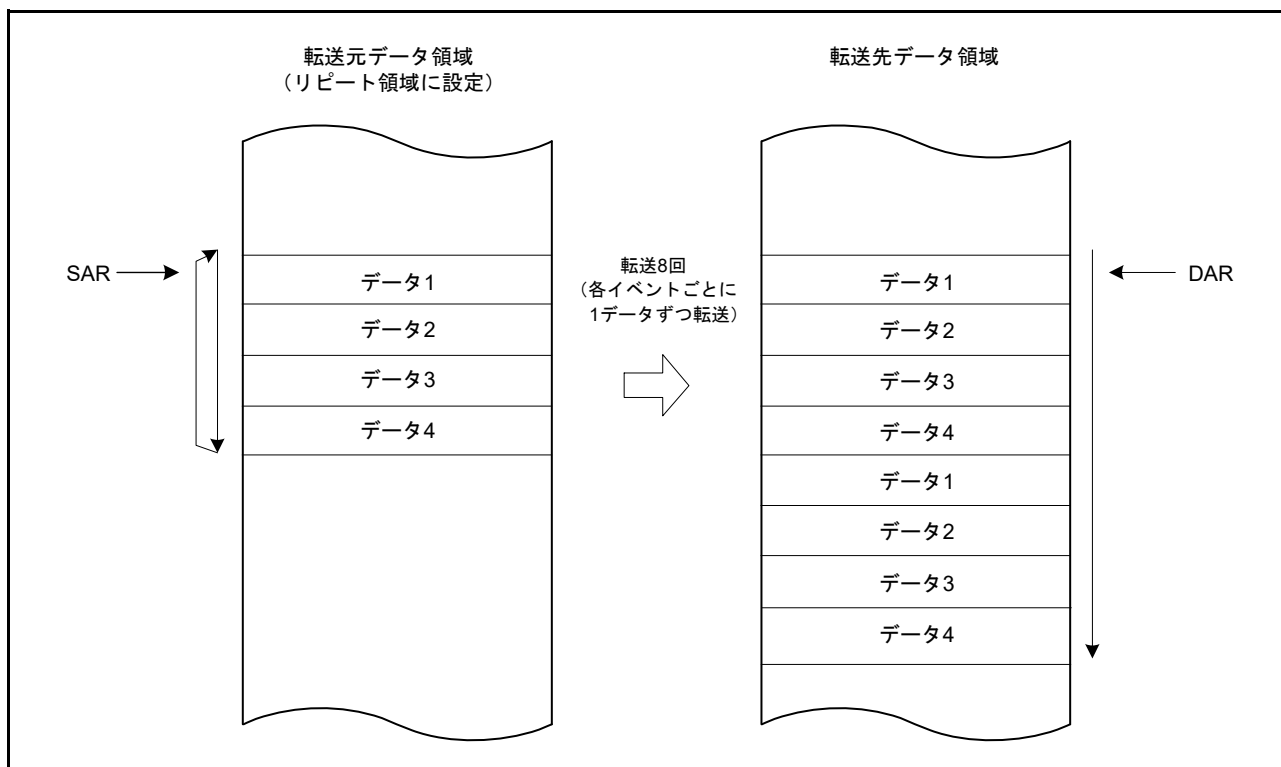 転送元データ領域
（リピート領域に設定）
転送先データ領域
SAR
データ1
データ2
データ3
データ4
転送8回
（各イベントごとに
1データずつ転送）
DAR
データ1
データ2
データ3
データ4
データ1
データ2
データ3
データ4